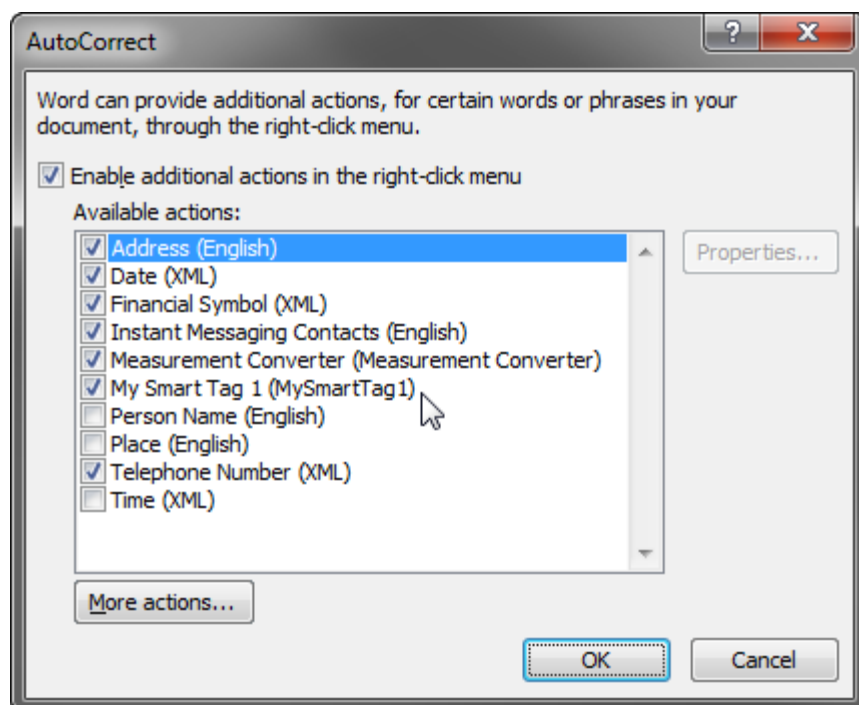 AutoCorrect
?
Word can provide additional actions, for certain words or phrases in your
document, through the right-click menu.
Enable additional actions in the right-click menu
Available actions:
Address (English)
Properties...
Date (XML)
Financial Symbol (XML)
Instant Messaging Contacts (English)
Measurement Converter (Measurement Converter)
My Smart Tag 1 (MySmartTag1)
Person Name (English)
Place (English)
Telephone Number (XML)
Time (XML)
More actions...
OK
Cancel